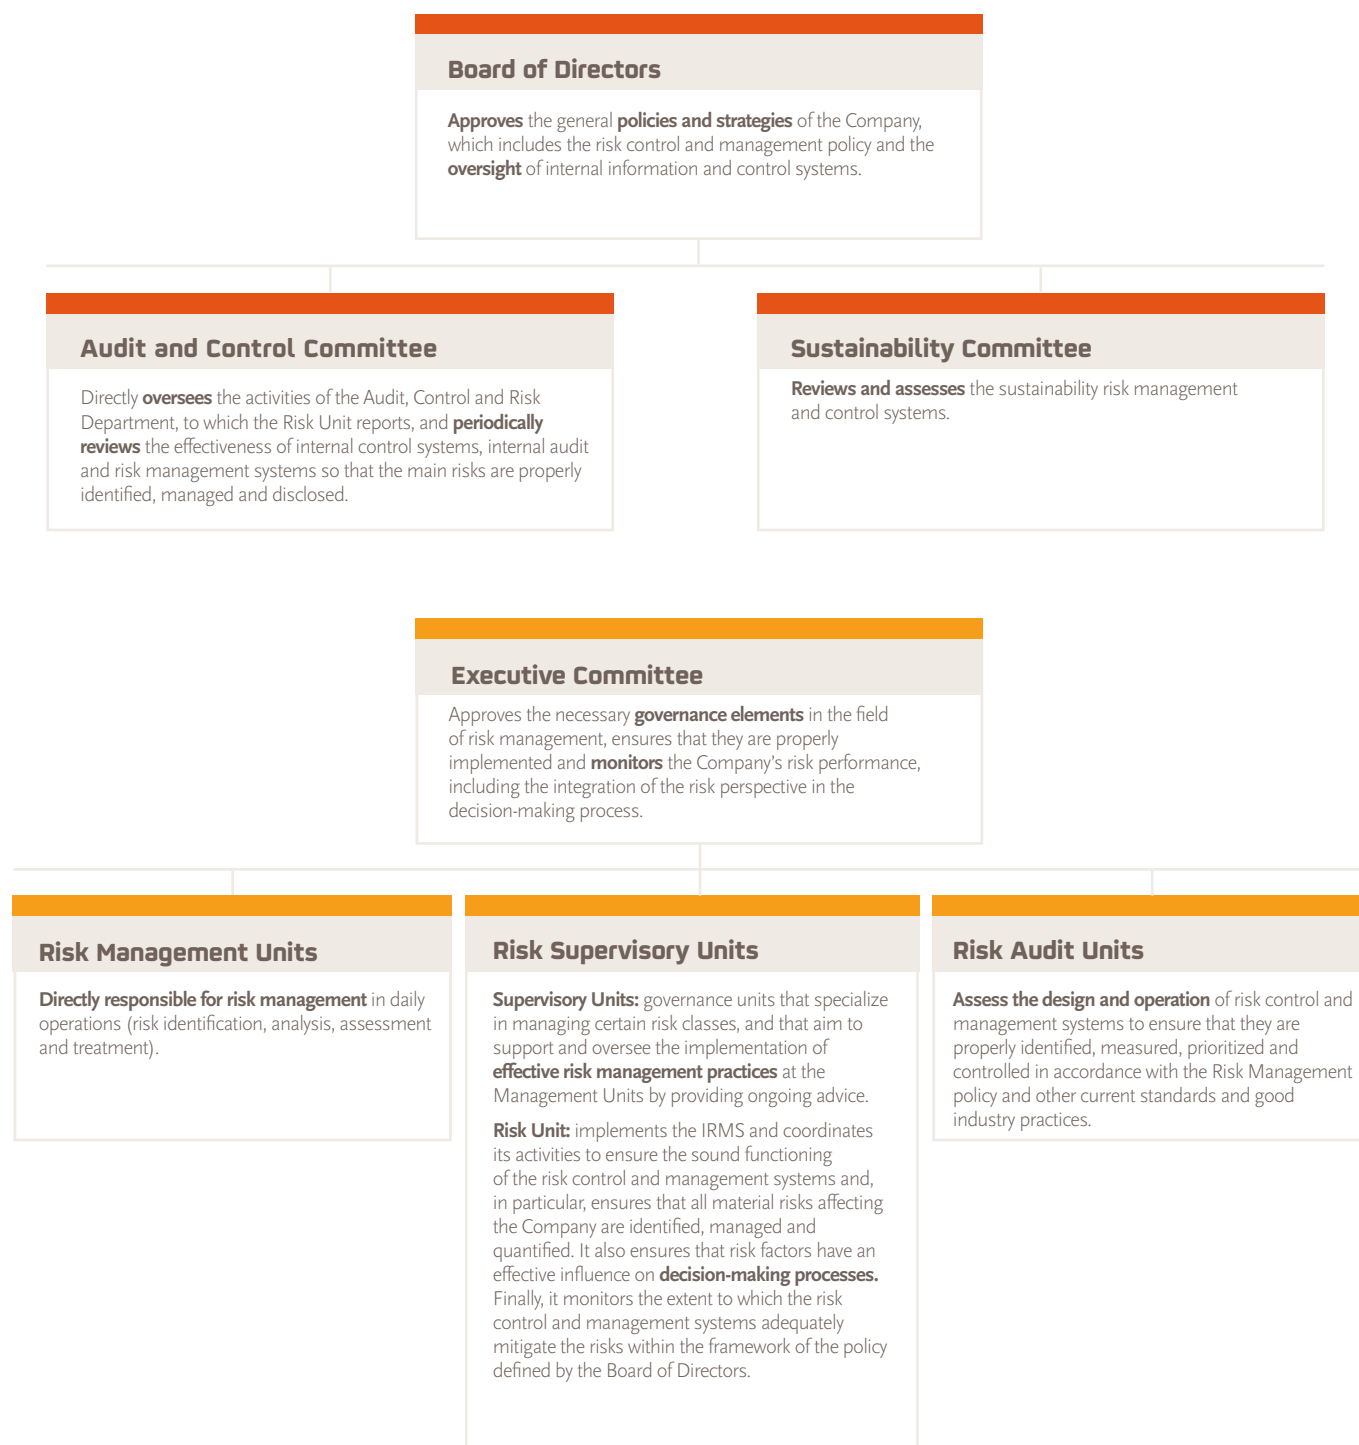 Board of Directors
Approves the general policies and strategies of the Company,
which includes the risk control and management policy and the
oversight of internal information and control systems.
Audit and Control Committee
Directly oversees the activities of the Audit, Control and Risk
Department, to which the Risk Unit reports, and periodically
reviews the effectiveness of internal control systems, internal audit
and risk management systems so that the main risks are properly
identified, managed and disclosed.
Sustainability Committee
Reviews and assesses the sustainability risk management
and control systems.
Executive Committee
Approves the necessary governance elements in the field
of risk management, ensures that they are properly
implemented and monitors the Company’s risk performance,
including the integration of the risk perspective in the
decision-making process.
Risk Management Units
Directly responsible for risk management in daily
operations (risk identification, analysis, assessment
and treatment).
Risk Supervisory Units
Supervisory Units: governance units that specialize
in managing certain risk classes, and that aim to
support and oversee the implementation of
effective risk management practices at the
Management Units by providing ongoing advice.
Risk Unit: implements the IRMS and coordinates
its activities to ensure the sound functioning
of the risk control and management systems and,
in particular, ensures that all material risks affecting
the Company are identified, managed and
quantified. It also ensures that risk factors have an
effective influence on decision-making processes.
Finally, it monitors the extent to which the risk
control and management systems adequately
mitigate the risks within the framework of the policy
defined by the Board of Directors.
Risk Audit Units
Assess the design and operation of risk control and
management systems to ensure that they are
properly identified, measured, prioritized and
controlled in accordance with the Risk Management
policy and other current standards and good
industry practices.